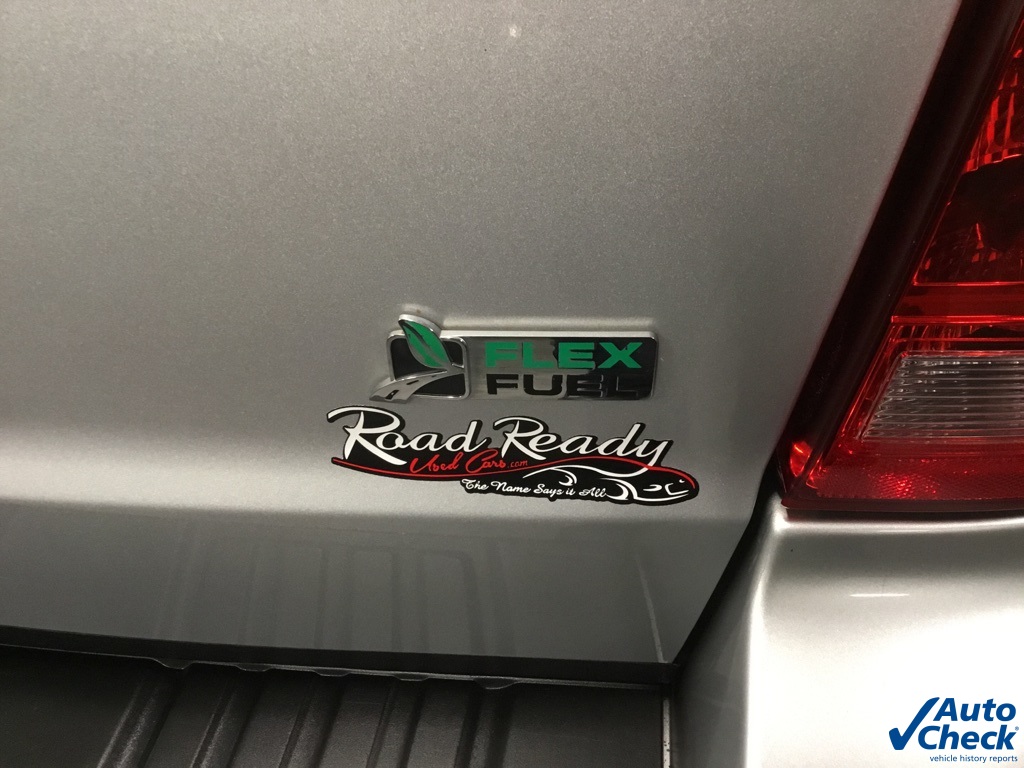 FLEX
FUEL
Road Ready
Used Cars.com
The Name Says it All
Auto
Check®
vehicle history reports